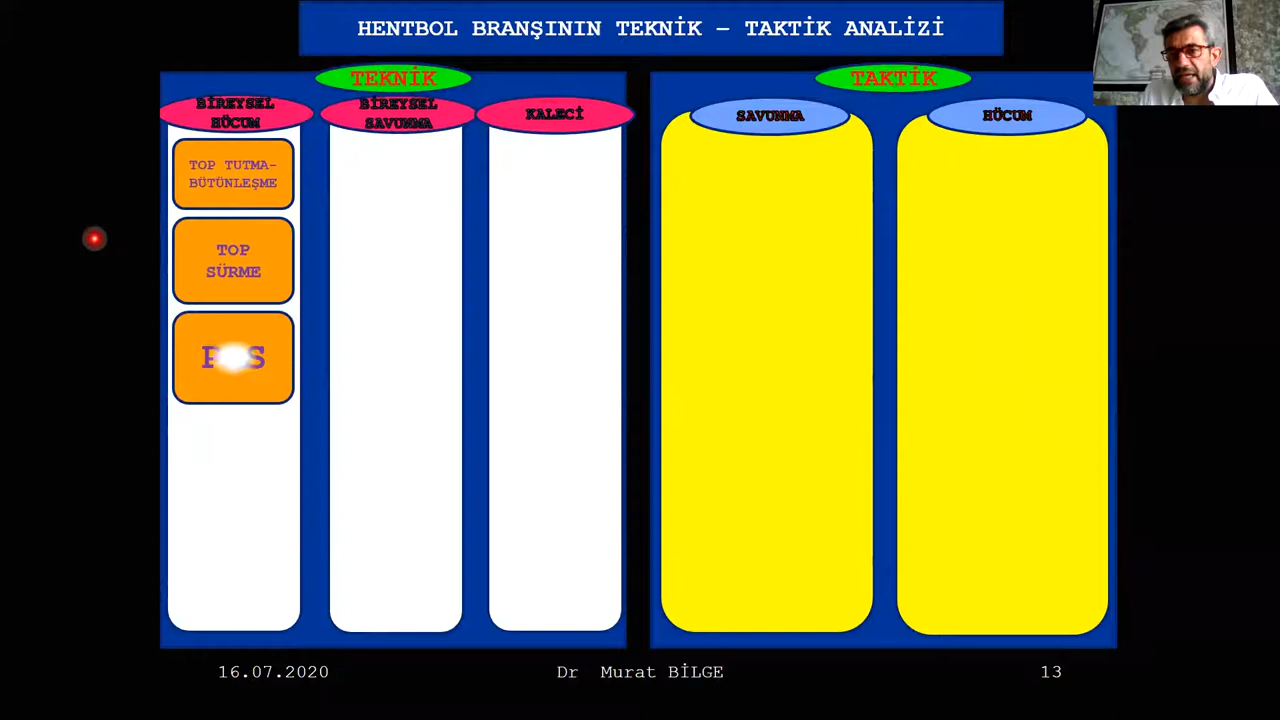 HENTBOL BRANŞININ TEKNİK – TAKTİK ANALİZİ
TEKNİK
TAKTİK
BİREYSEL
HÜCUM
BİREYSEL
SAVUNMA
KALECİ
SAVUNMA
HÜCUM
TOP TUTMA-
BÜTÜNLEŞME
TOP
SÜRME
16.07.2020
Dr Murat BİLGE
13